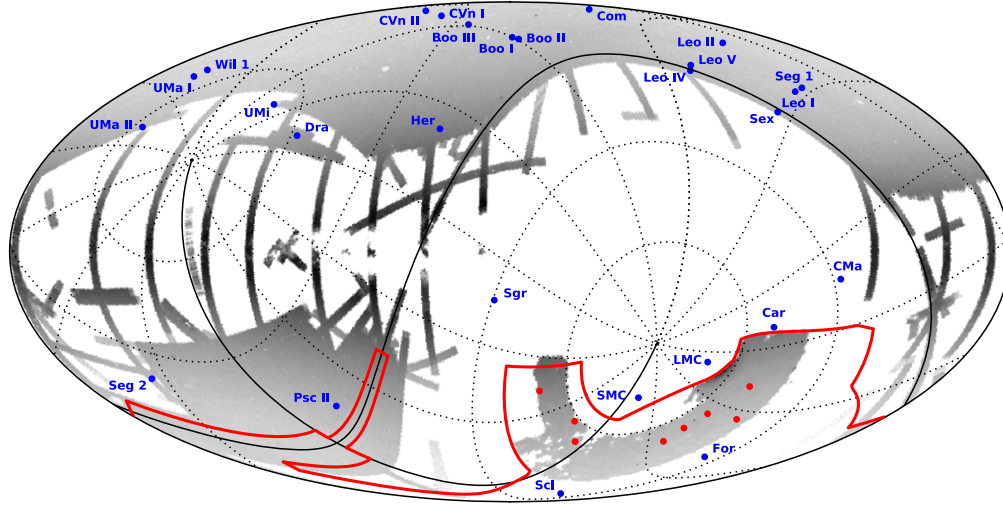 CVn II
CVn I
Com
Boo III
Boo II
Boo I
Leo II
Wil 1
Leo V
UMa I
Leo IV
Seg 1
Leo I
UMi
UMa II
Dra
Her
Sex
CMa
Sgr
Car
LMC
Seg 2
Psc II
SMC
For
Scl